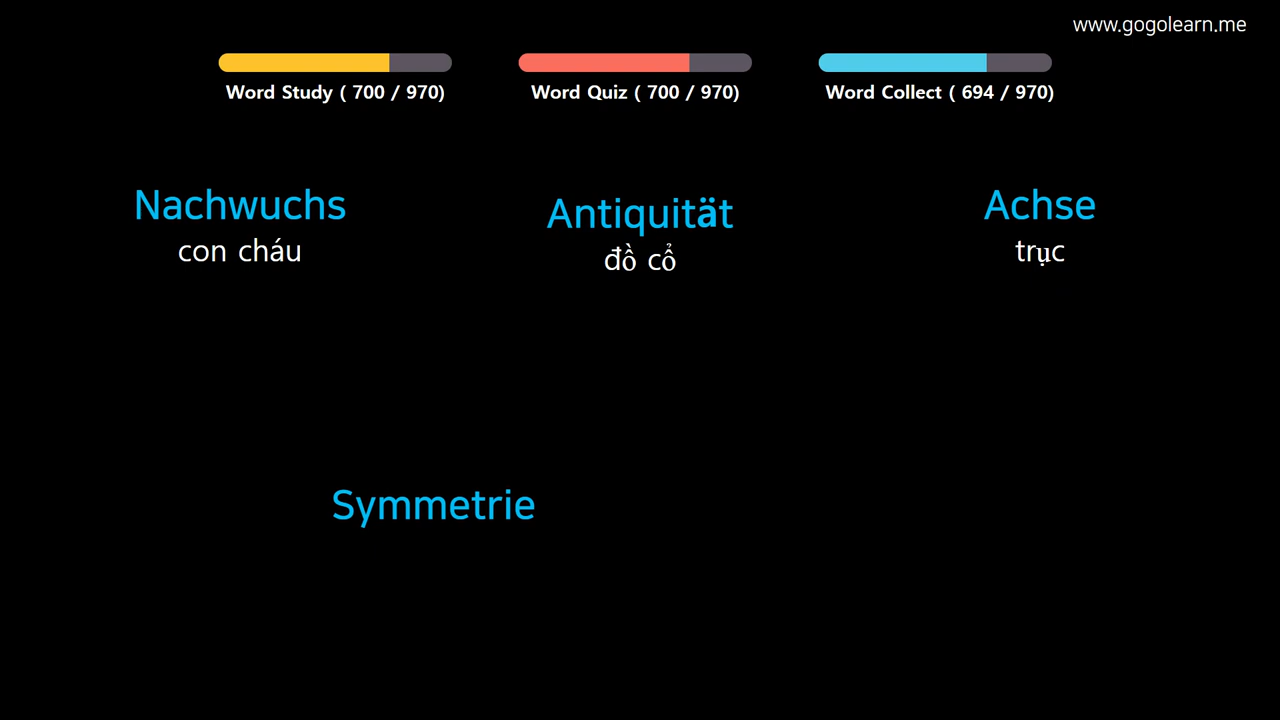 www.gogolearn.me
Word Study ( 700 / 970)
Word Quiz ( 700 / 970)
Word Collect ( 694 / 970)
Nachwuchs
con cháu
Antiquität
đồ cổ
Achse
trục
Symmetrie